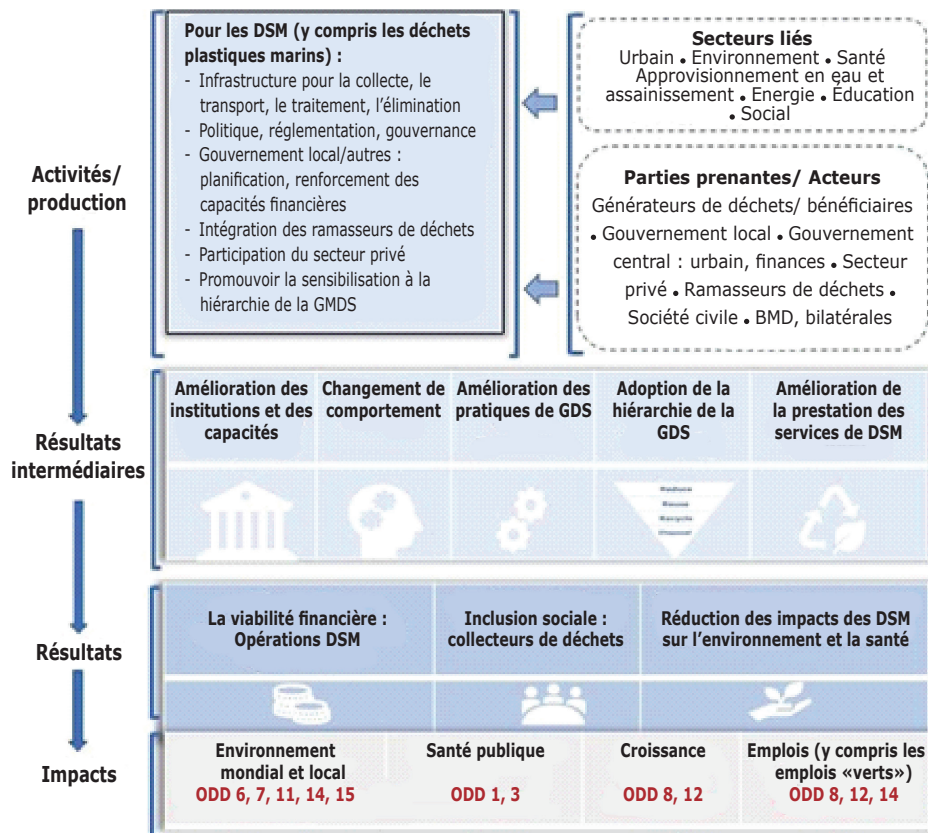 Pour les DSM (y compris les déchets
plastiques marins) :
- Infrastructure pour la collecte, le
transport, le traitement, l'élimination
- Politique, réglementation, gouvernance
- Gouvernement local/autres :
planification, renforcement des
capacités financières
- Intégration des ramasseurs de déchets
- Participation du secteur privé
- Promouvoir la sensibilisation à la
hiérarchie de la GMDS
Secteurs liés
Urbain • Environnement • Santé
Approvisionnement en eau et
assainissement • Energie • Éducation
• Social
Parties prenantes/ Acteurs
Générateurs de déchets/ bénéficiaires
• Gouvernement local • Gouvernement
central : urbain, finances • Secteur
privé • Ramasseurs de déchets •
Société civile • BMD, bilatérales
Activités/
production
Amélioration des
institutions et des
capacités
Changement de
comportement
Amélioration des
pratiques de GDS
Adoption de la
hiérarchie de la
GDS
Amélioration de
la prestation des
services de DSM
Résultats
intermédiaires
Reduce
Reuse
Recycle
Disposal
La viabilité financière :
Opérations DSM
Inclusion sociale :
collecteurs de déchets
Réduction des impacts des DSM
sur l'environnement et la santé
Résultats
Impacts
Environnement
mondial et local
ODD 6, 7, 11, 14, 15
Santé publique
ODD 1, 3
Croissance
ODD 8, 12
Emplois (y compris les
emplois «verts»)
ODD 8, 12, 14